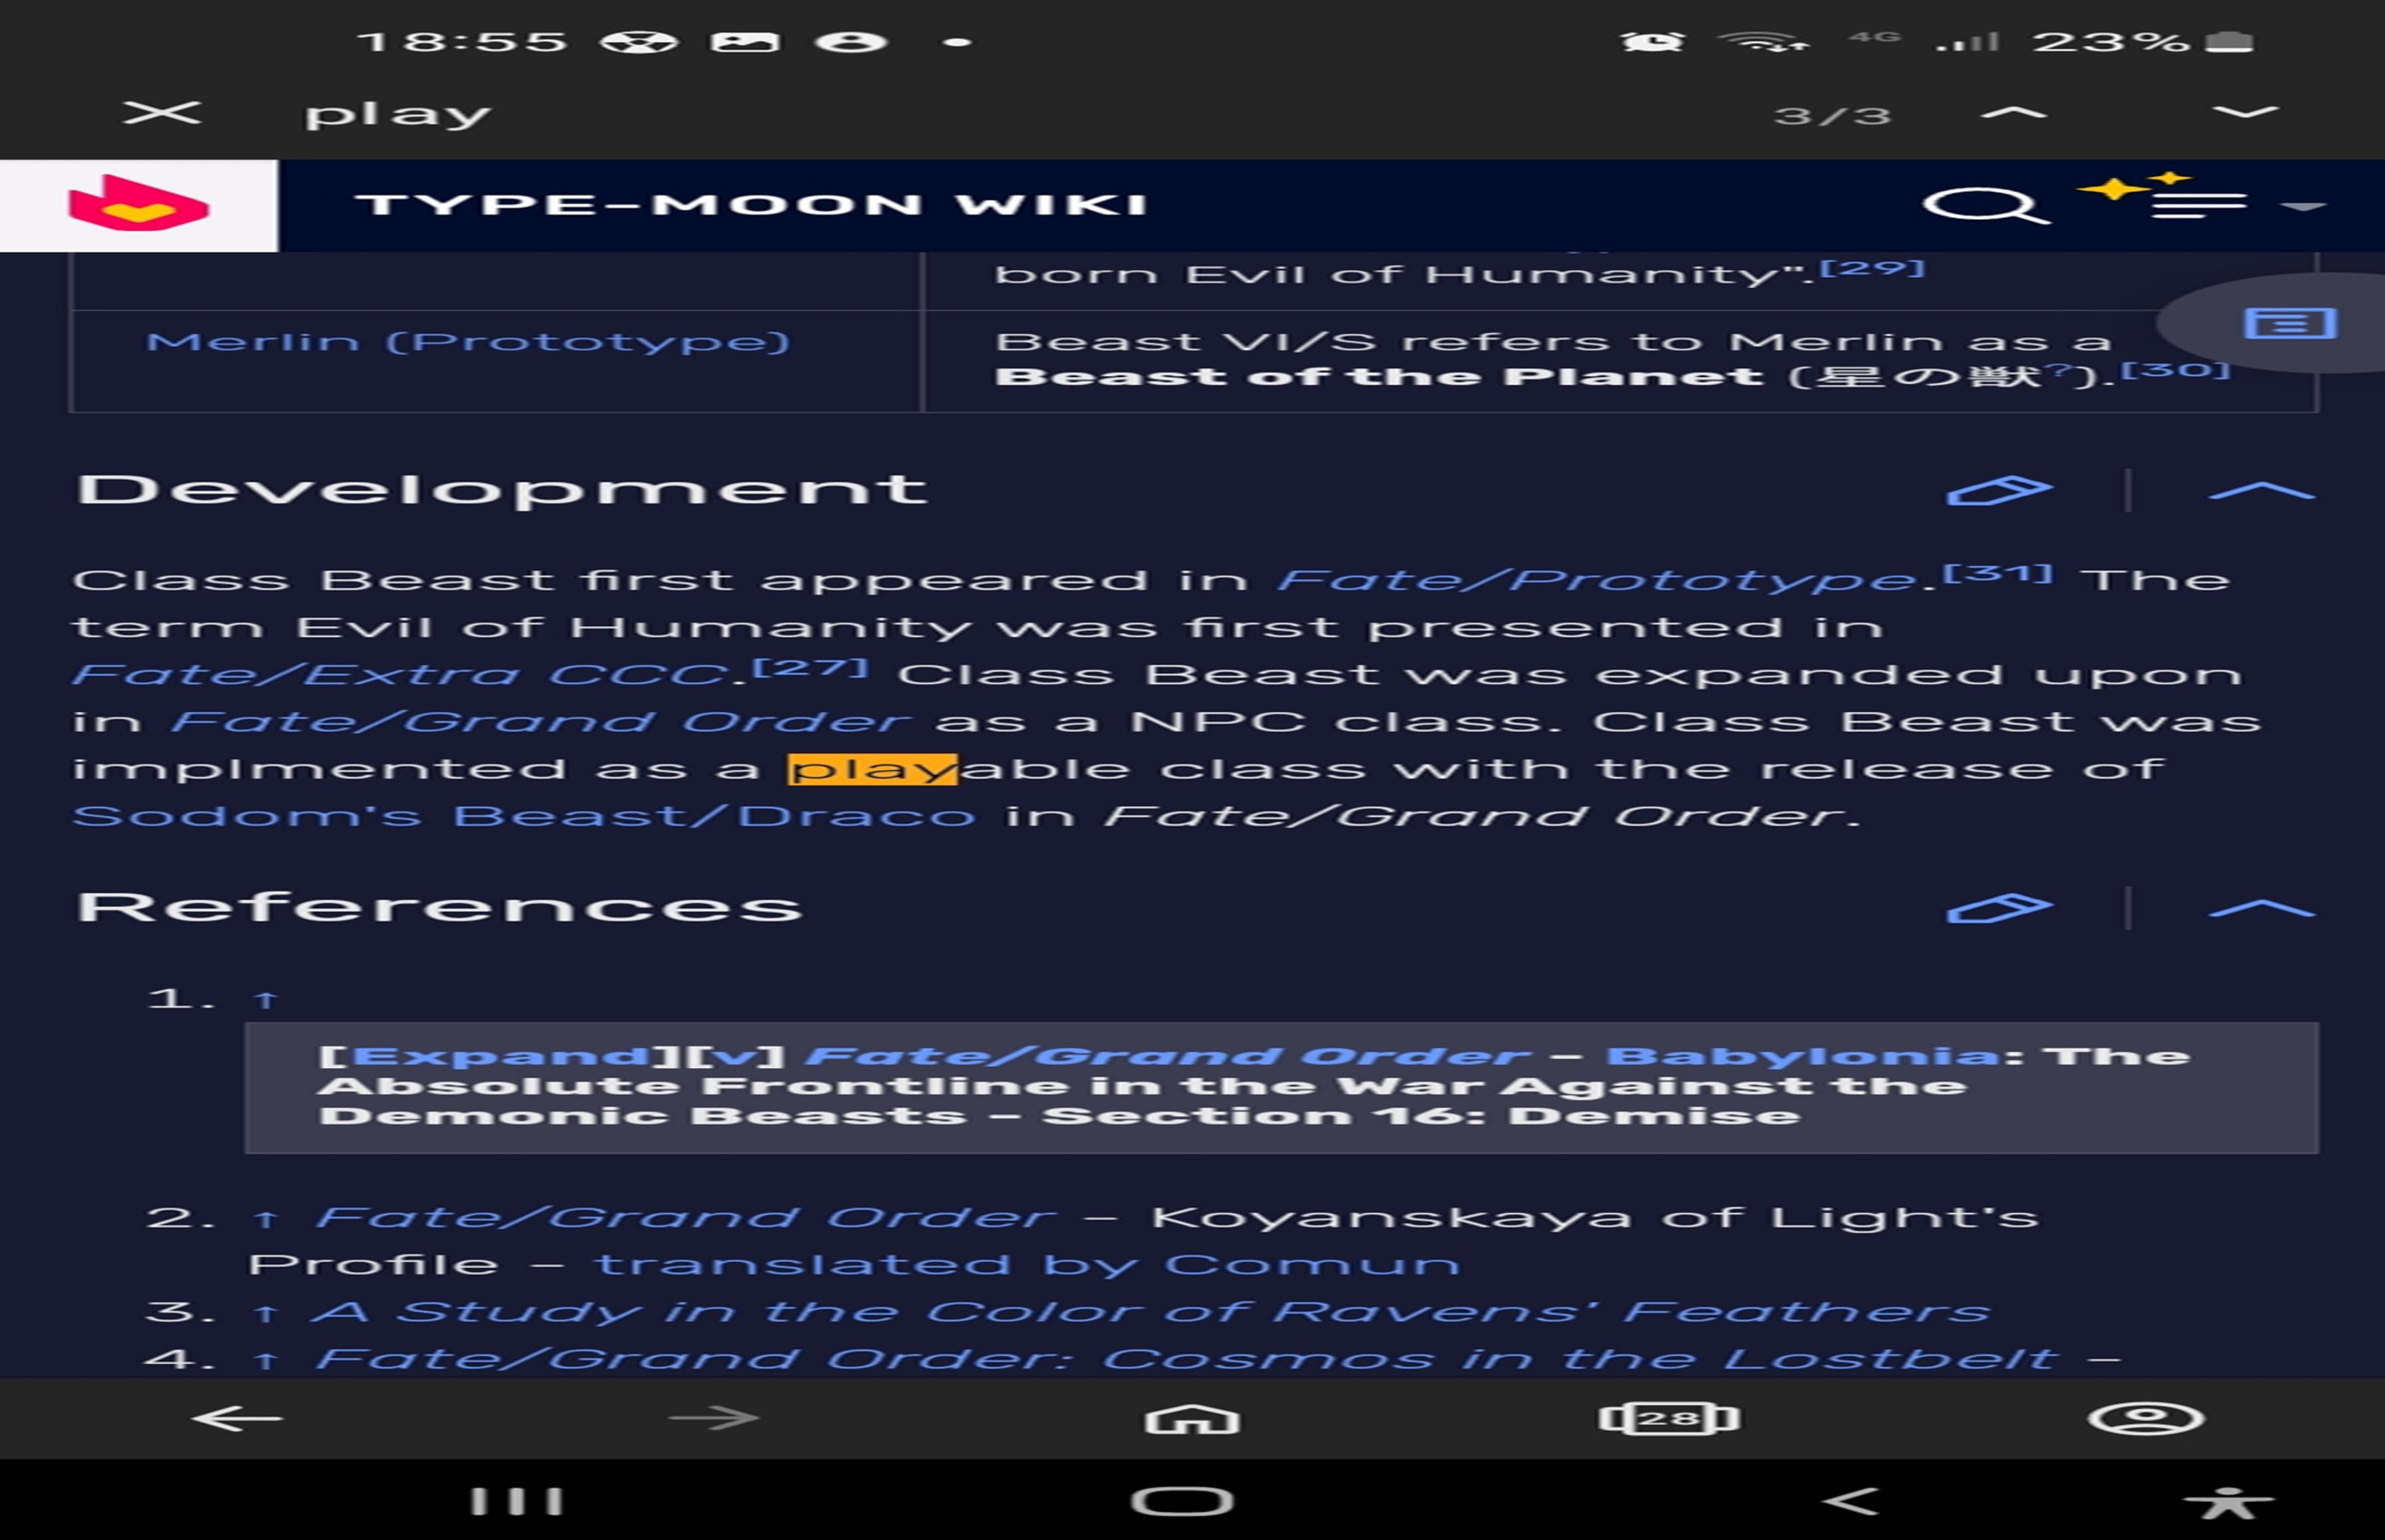 18:55 4G 23%
play 3/3
TYPE-MOON WIKI
born Evil of Humanity".[29]
Merlin (Prototype) Beast VI/S refers to Merlin as a
Beast of the Planet (星の獣?).[30]
Development
Class Beast first appeared in Fate/Prototype.[31] The
term Evil of Humanity was first presented in
Fate/Extra CCC.[27] Class Beast was expanded upon
in Fate/Grand Order as a NPC class. Class Beast was
implmented as a playable class with the release of
Sodom's Beast/Draco in Fate/Grand Order.
References
1. ↑
[Expand][v] Fate/Grand Order - Babylonia: The
Absolute Frontline in the War Against the
Demonic Beasts - Section 16: Demise
2. ↑ Fate/Grand Order - Koyanskaya of Light's
Profile - translated by Comun
3. ↑ A Study in the Color of Ravens' Feathers
4. ↑ Fate/Grand Order: Cosmos in the Lostbelt -
28